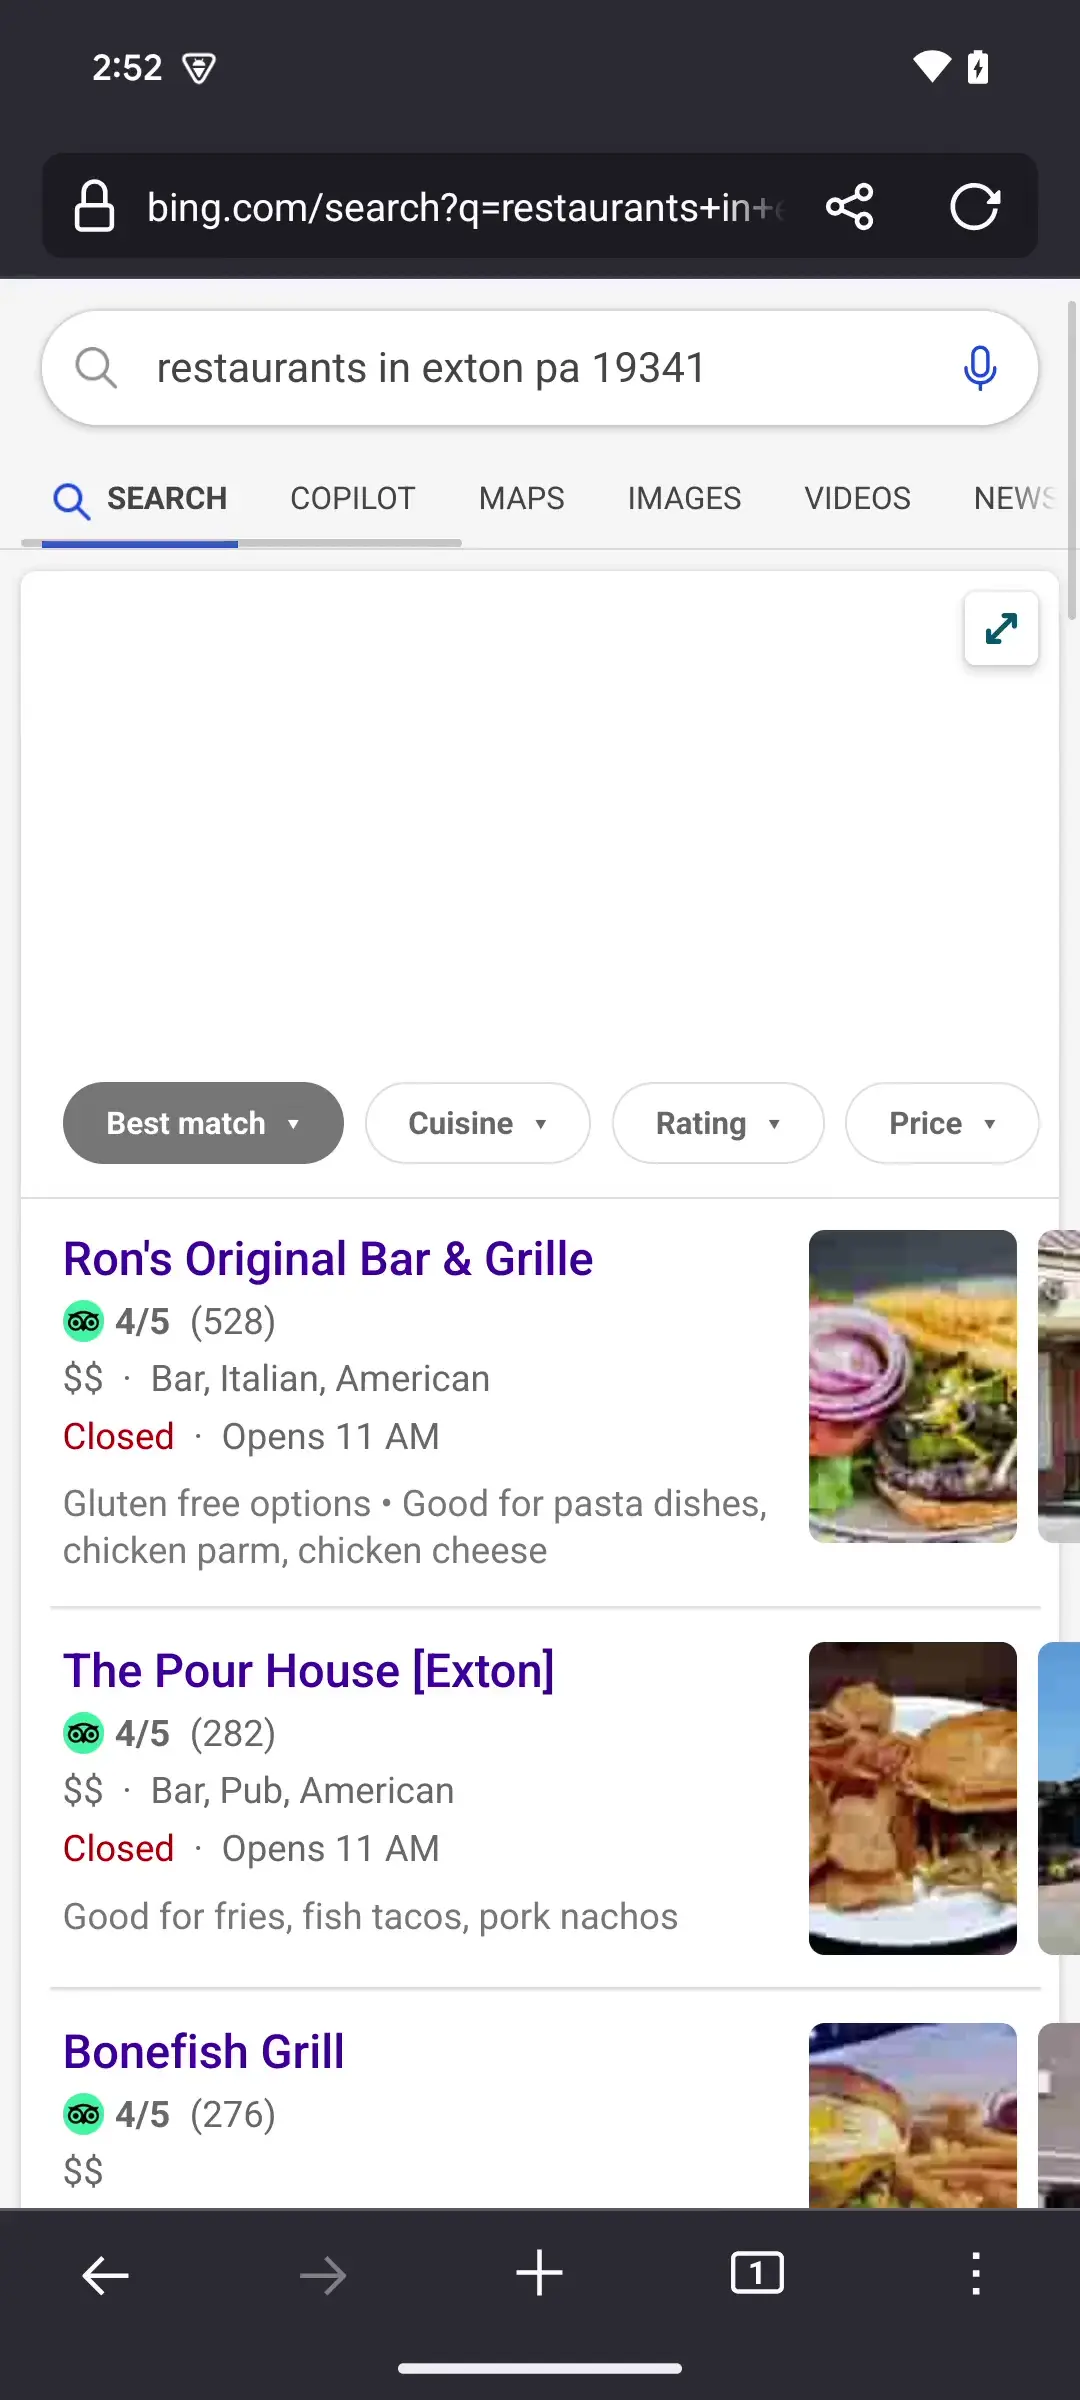 2:52
bing.com/search?q=restaurants+in+
restaurants in exton pa 19341
SEARCH COPILOT MAPS IMAGES VIDEOS NEWS
Best match Cuisine Rating Price
Ron's Original Bar & Grille
4/5 (528)
$$ · Bar, Italian, American
Closed · Opens 11 AM
Gluten free options • Good for pasta dishes,
chicken parm, chicken cheese
The Pour House [Exton]
4/5 (282)
$$ · Bar, Pub, American
Closed · Opens 11 AM
Good for fries, fish tacos, pork nachos
Bonefish Grill
4/5 (276)
$$
1